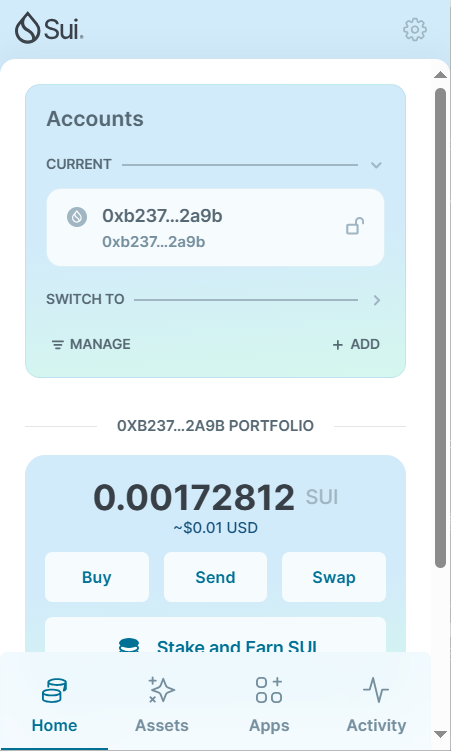 Sui.
Accounts
CURRENT
0xb237...2a9b
0xb237...2a9b
SWITCH TO
MANAGE + ADD
0XB237...2A9B PORTFOLIO
0.00172812 SUI
~$0.01 USD
Buy Send Swap
Stake and Earn SUI
Home Assets Apps Activity